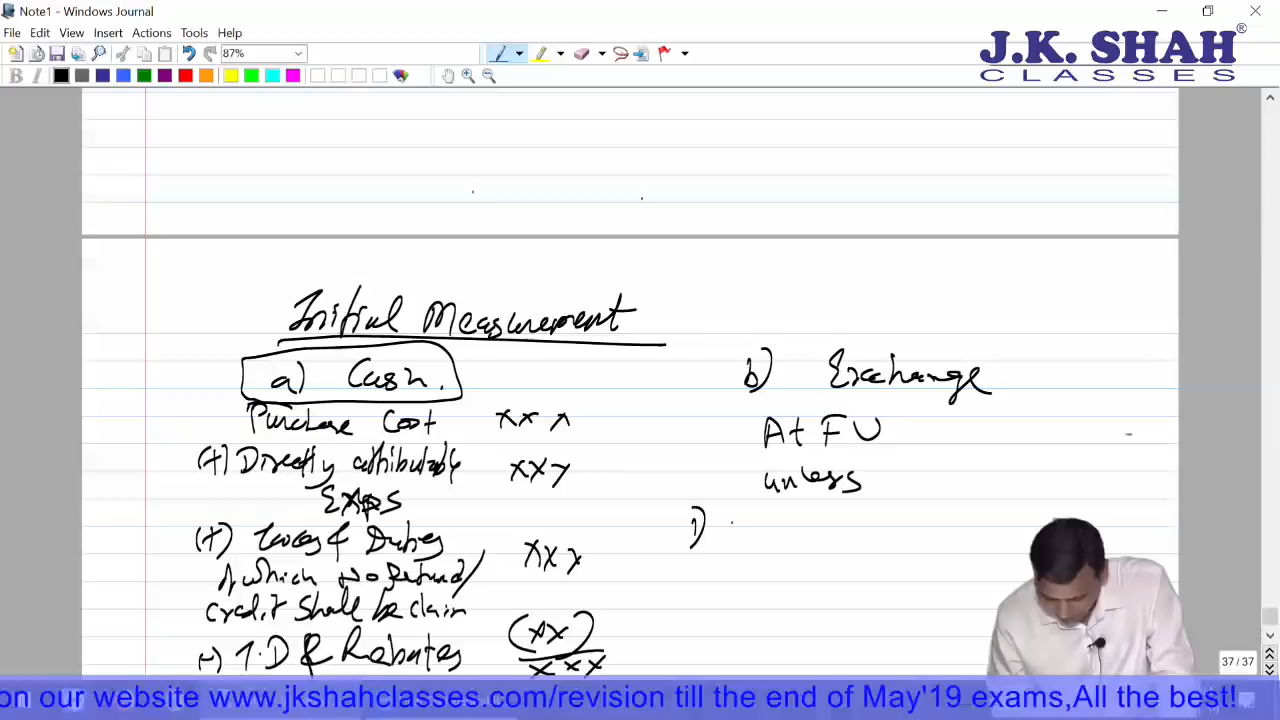 Note1 - Windows Journal
File Edit View Insert Actions Tools Help
87%
J.K. SHAH®
CLASSES
Initial Measurement
a) Cash.
Purchase Cost xx x
(+) Directly attributable xxx
Exps
(+) Taxes & Duties
of which no Refund/ xxx
credit shall be claim
(-) T.D & Rebates (xx)
xxx
b) Exchange
At FV
unless
1)
37 / 37
on our website www.jkshahclasses.com/revision till the end of May'19 exams,All the best!